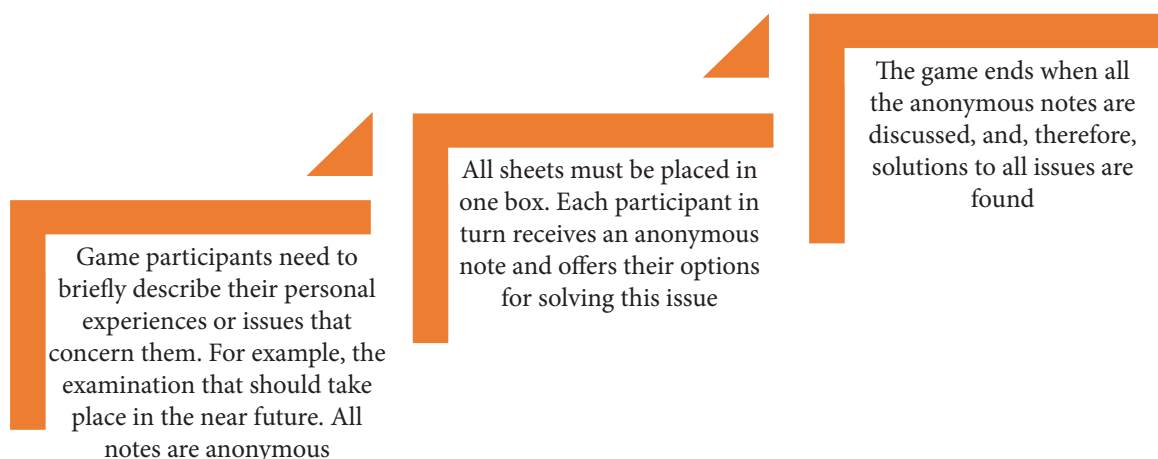 Game participants need to
briefly describe their personal
experiences or issues that
concern them. For example, the
examination that should take
place in the near future. All
notes are anonymous
All sheets must be placed in
one box. Each participant in
turn receives an anonymous
note and offers their options
for solving this issue
The game ends when all
the anonymous notes are
discussed, and, therefore,
solutions to all issues are
found